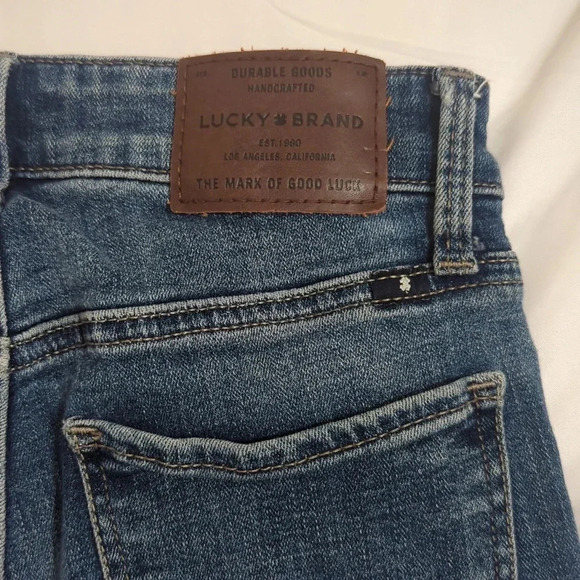 DURABLE GOODS
HANDCRAFTED
LUCKY BRAND
EST. 1990
LOS ANGELES, CALIFORNIA
THE MARK OF GOOD LUCK